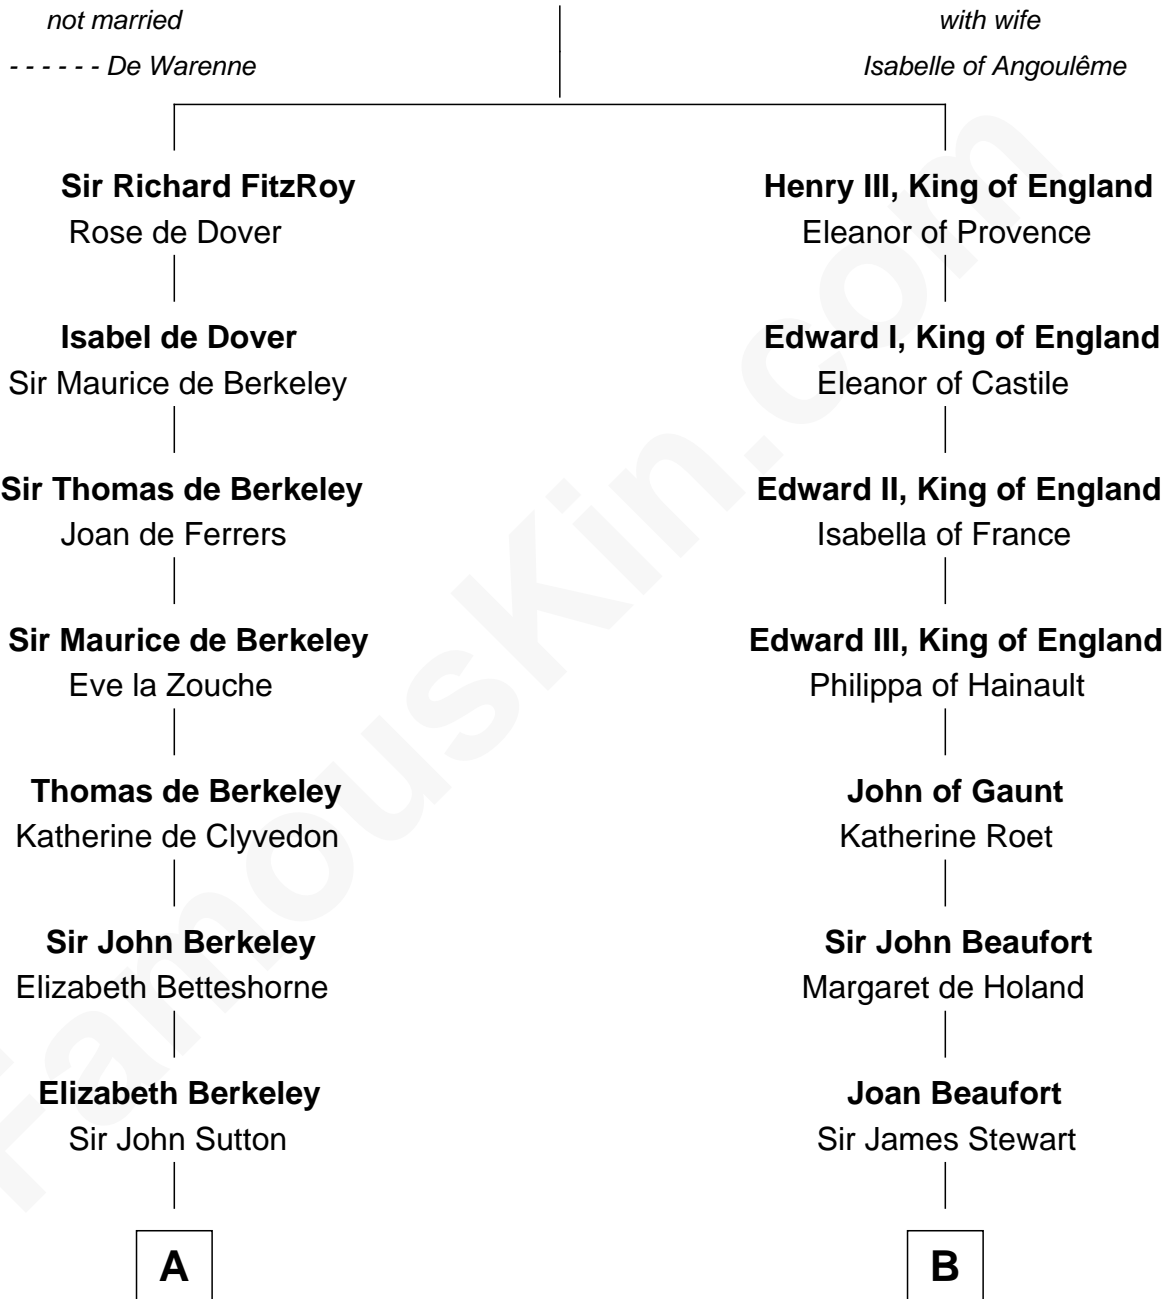 not married
- - - - - - De Warenne
with wife
Isabelle of Angoulême
Sir Richard FitzRoy
Rose de Dover
Isabel de Dover
Sir Maurice de Berkeley
Sir Thomas de Berkeley
Joan de Ferrers
Sir Maurice de Berkeley
Eve la Zouche
Thomas de Berkeley
Katherine de Clyvedon
Sir John Berkeley
Elizabeth Betteshorne
Elizabeth Berkeley
Sir John Sutton
A
Henry III, King of England
Eleanor of Provence
Edward I, King of England
Eleanor of Castile
Edward II, King of England
Isabella of France
Edward III, King of England
Philippa of Hainault
John of Gaunt
Katherine Roet
Sir John Beaufort
Margaret de Holand
Joan Beaufort
Sir James Stewart
B
FamousKin.com